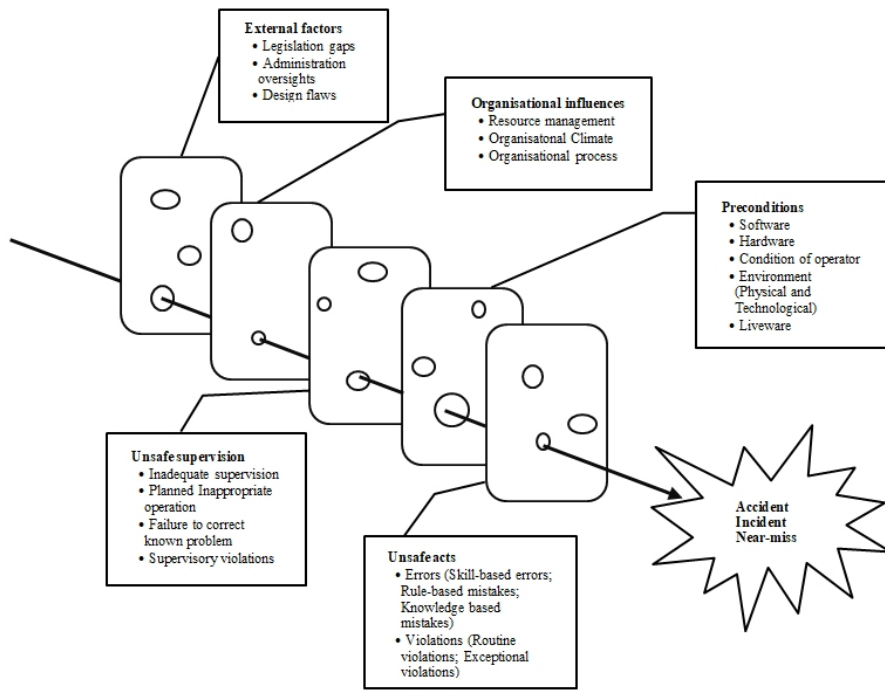 External factors
• Legislation gaps
• Administration
oversights
• Design flaws
Organisational influences
• Resource management
• Organisatonal Climate
• Organisational process
Preconditions
• Software
• Hardware
• Condition of operator
• Environment
(Physical and
Technological)
• Liveware
Unsafe supervision
• Inadequate supervision
• Planned Inappropriate
operation
• Failure to correct
known problem
• Supervisory violations
Unsafe acts
• Errors (Skill-based errors;
Rule-based mistakes;
Knowledge based
mistakes)
• Violations (Routine
violations; Exceptional
violations)
Accident
Incident
Near-miss